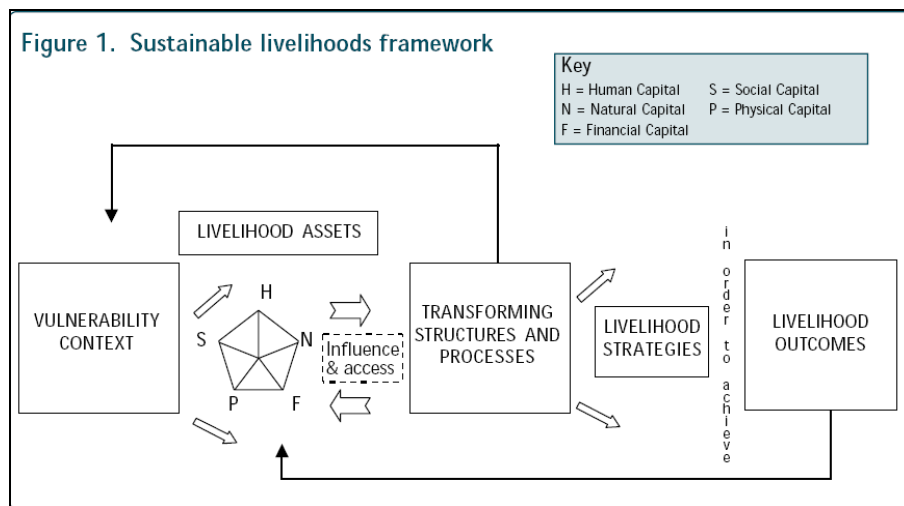 Figure 1. Sustainable livelihoods framework
Key
H = Human Capital S = Social Capital
N = Natural Capital P = Physical Capital
F = Financial Capital
LIVELIHOOD ASSETS
VULNERABILITY
CONTEXT
H
S
N
P
F
Influence
& access
TRANSFORMING
STRUCTURES AND
PROCESSES
LIVELIHOOD
STRATEGIES
in order to achieve
LIVELIHOOD
OUTCOMES